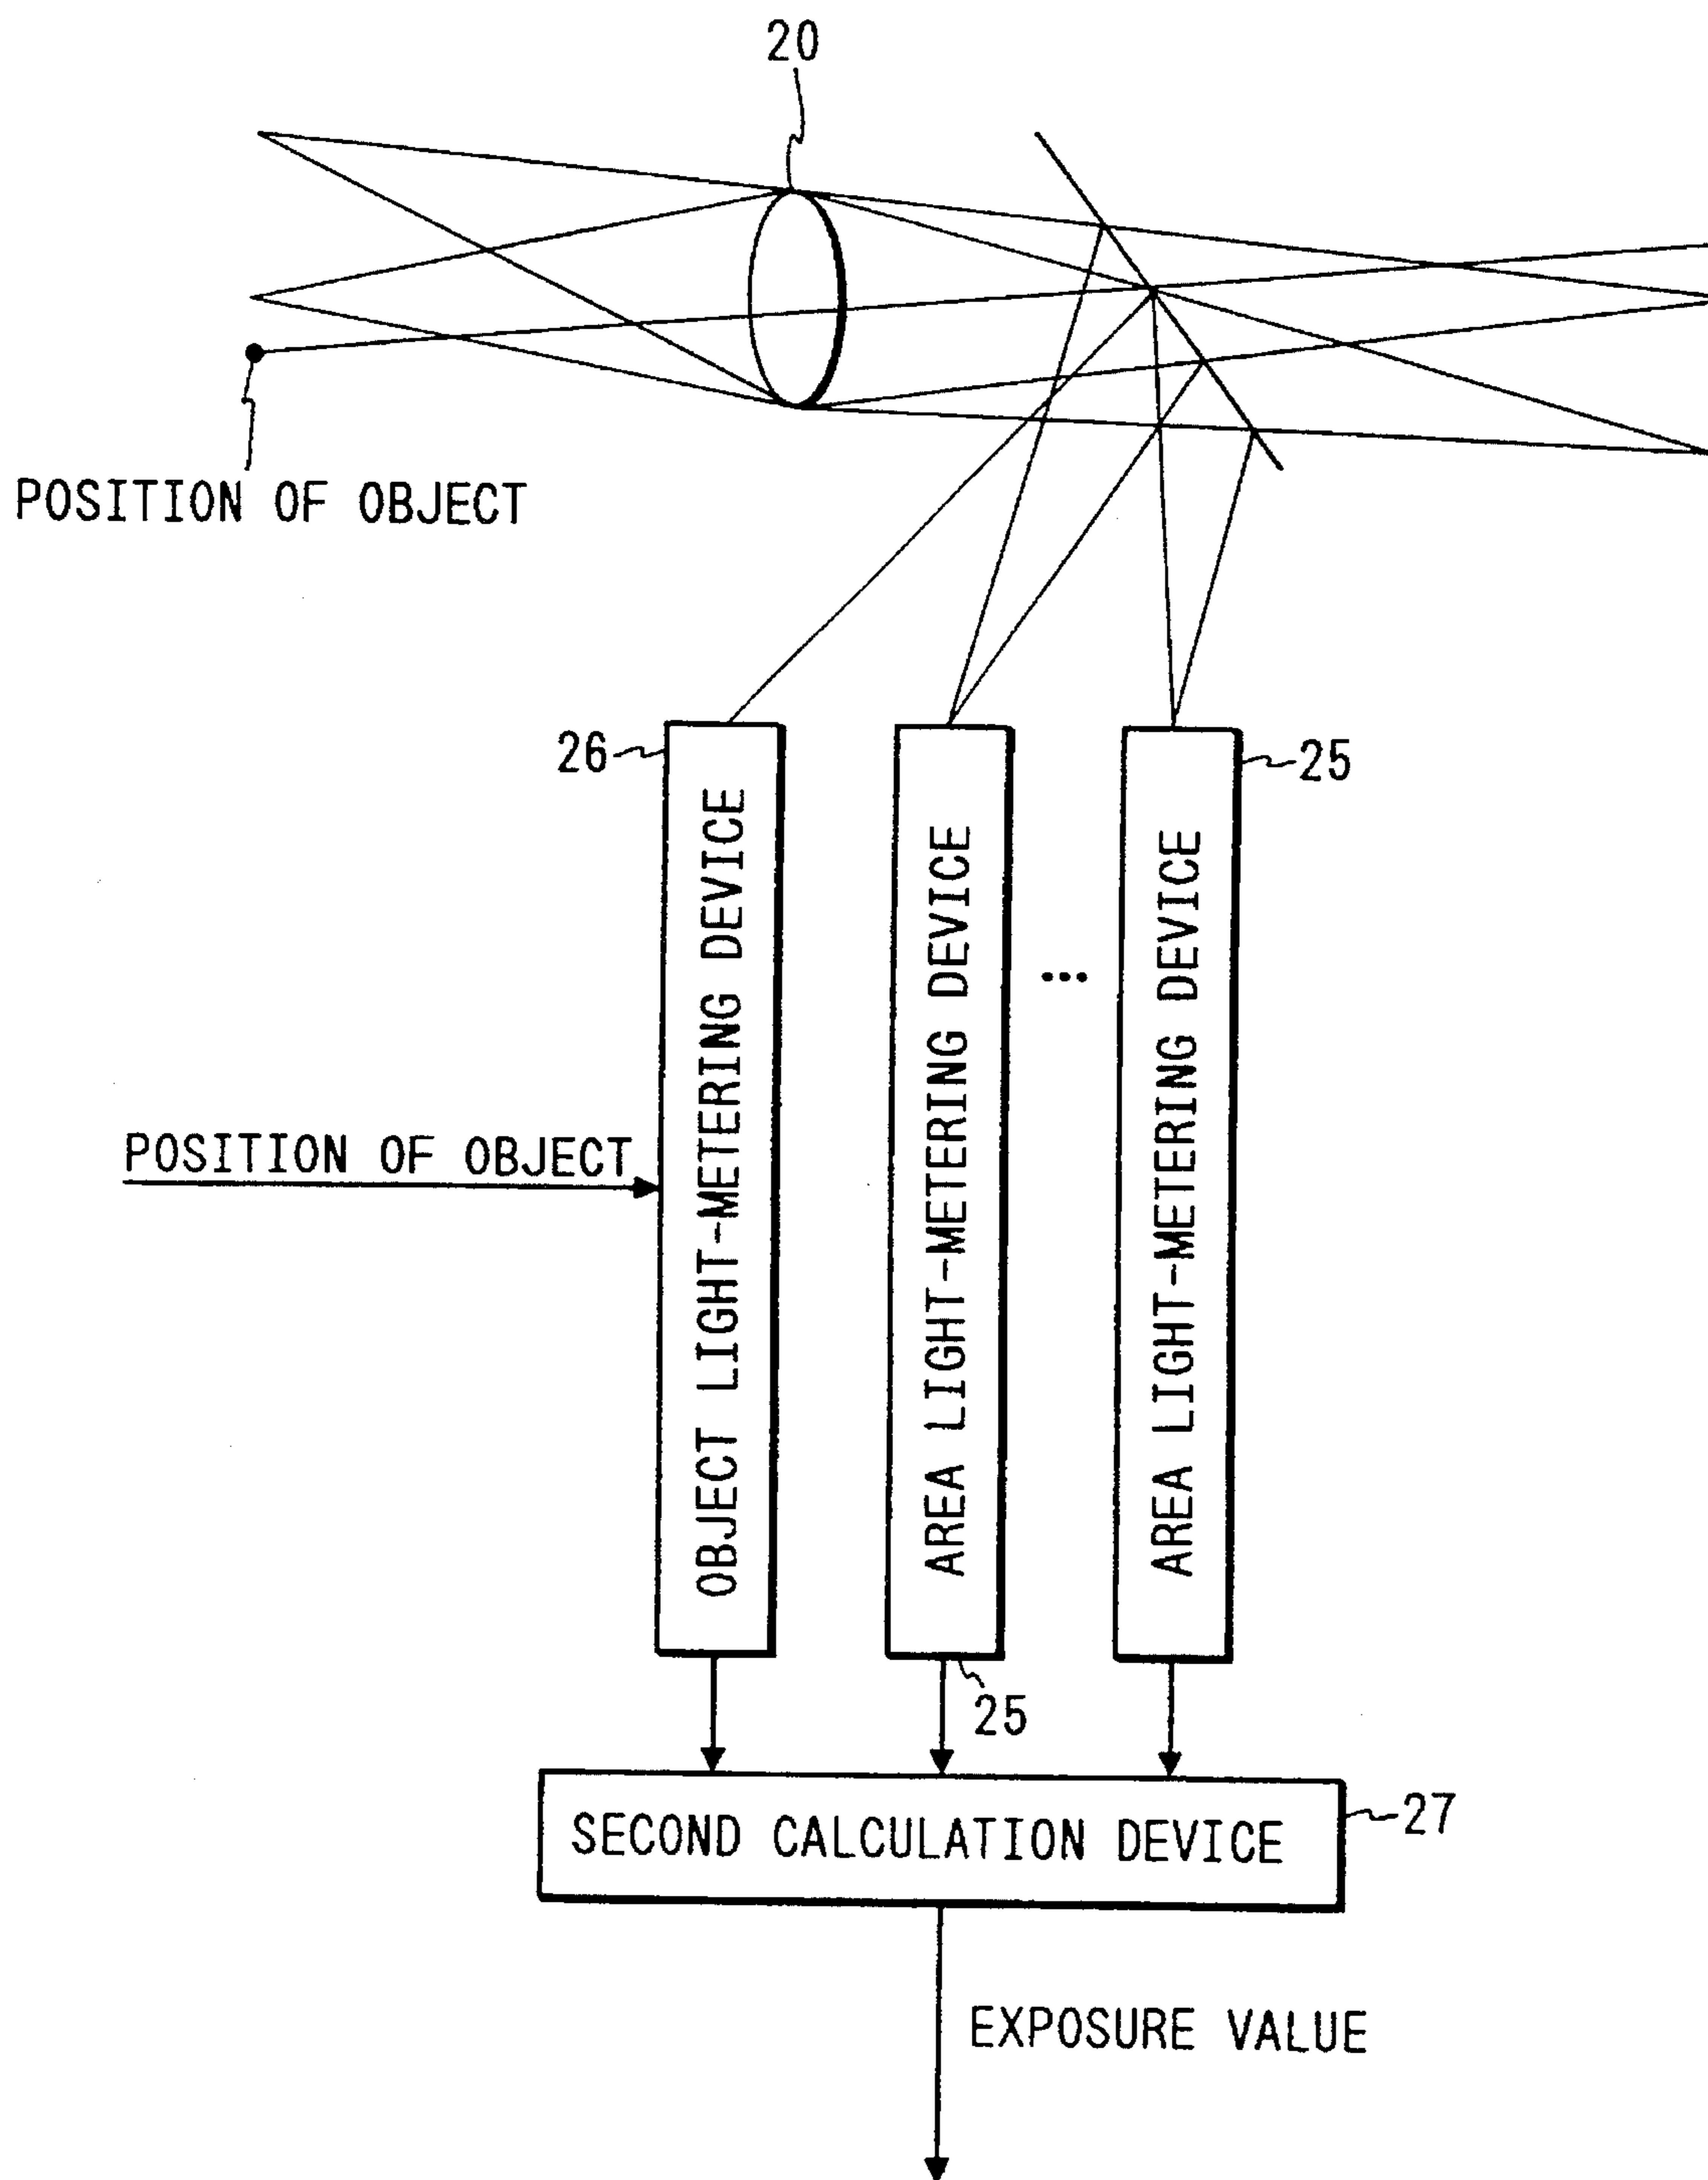 20
POSITION OF OBJECT
26
25
OBJECT LIGHT-METERING DEVICE
AREA LIGHT-METERING DEVICE
...
AREA LIGHT-METERING DEVICE
POSITION OF OBJECT
25
SECOND CALCULATION DEVICE
27
EXPOSURE VALUE